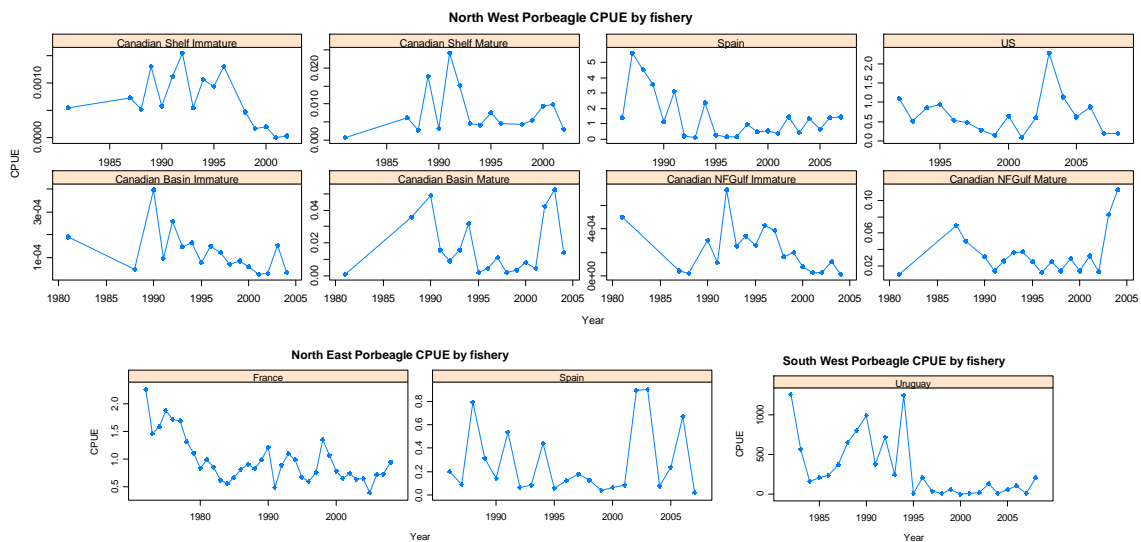 North West Porbeagle CPUE by fishery
Canadian Shelf Immature
Canadian Shelf Mature
Spain
US
0.0000 0.0010
0.000 0.010 0.020
0 1 2 3 4 5
0.0 0.5 1.0 1.5 2.0
1985 1990 1995 2000
1985 1990 1995 2000
1990 1995 2000 2005
1995 2000 2005
CPUE
Canadian Basin Immature
Canadian Basin Mature
Canadian NFGulf Immature
Canadian NFGulf Mature
1e-04 3e-04
0.00 0.02 0.04
0e+00 4e-04
0.02 0.06 0.10
1980 1985 1990 1995 2000 2005
1980 1985 1990 1995 2000 2005
1980 1985 1990 1995 2000 2005
1980 1985 1990 1995 2000 2005
Year
North East Porbeagle CPUE by fishery
France
Spain
CPUE
0.5 1.0 1.5 2.0
0.0 0.2 0.4 0.6 0.8
1980 1990 2000
1990 1995 2000 2005
Year
South West Porbeagle CPUE by fishery
Uruguay
CPUE
0 500 1000
1985 1990 1995 2000 2005
Year